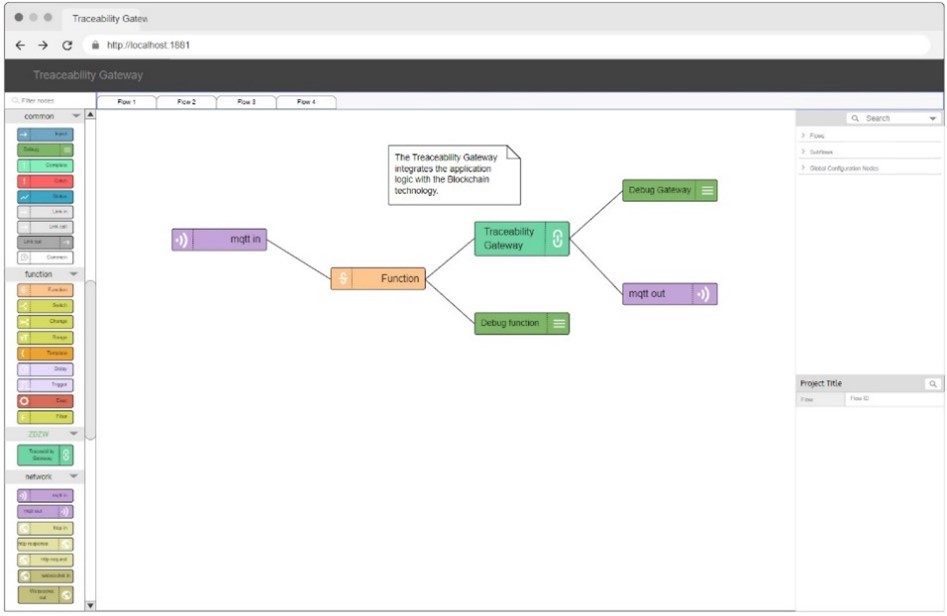 Traceability Gatew
http://localhost:1881
Treaceability Gateway
Filter nodes
Flow 1
Flow 2
Flow 3
Flow 4
common
Debug
Complete
Link in
Link call
Link out
Comment
function
Function
Switch
Change
Range
Template
Delay
Trigger
Exec
Filter
ZDZW
Traceability
Gateway
network
mqtt in
mqtt out
http in
http response
http request
websocket in
Websocket
out
The Treaceability Gateway
integrates the application
logic with the Blockchain
technology.
mqtt in
Function
Traceability
Gateway
Debug function
Debug Gateway
mqtt out
Search
Flows
Subflows
Global Configuration Nodes
Project Title
Flow
Flow ID